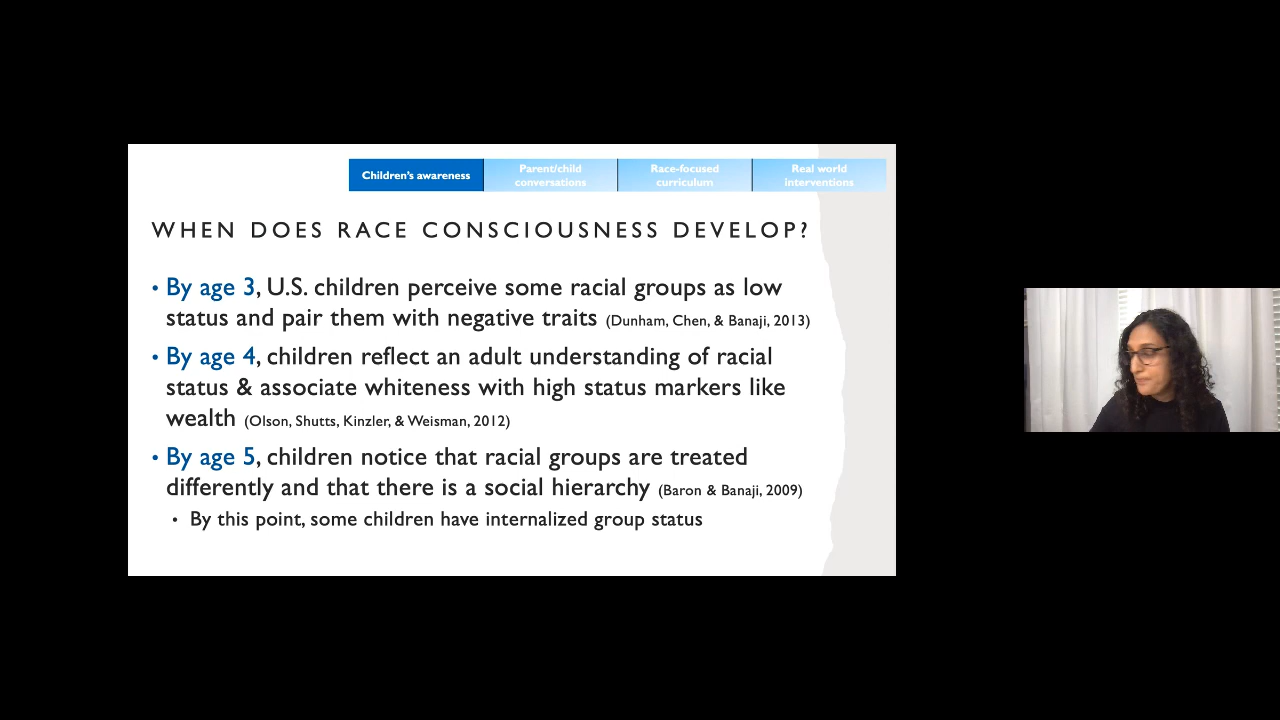 Children's awareness
Parent/child
conversations
Race-focused
curriculum
Real world
interventions
WHEN DOES RACE CONSCIOUSNESS DEVELOP?
• By age 3, U.S. children perceive some racial groups as low
status and pair them with negative traits (Dunham, Chen, & Banaji, 2013)
• By age 4, children reflect an adult understanding of racial
status & associate whiteness with high status markers like
wealth (Olson, Shutts, Kinzler, & Weisman, 2012)
• By age 5, children notice that racial groups are treated
differently and that there is a social hierarchy (Baron & Banaji, 2009)
• By this point, some children have internalized group status